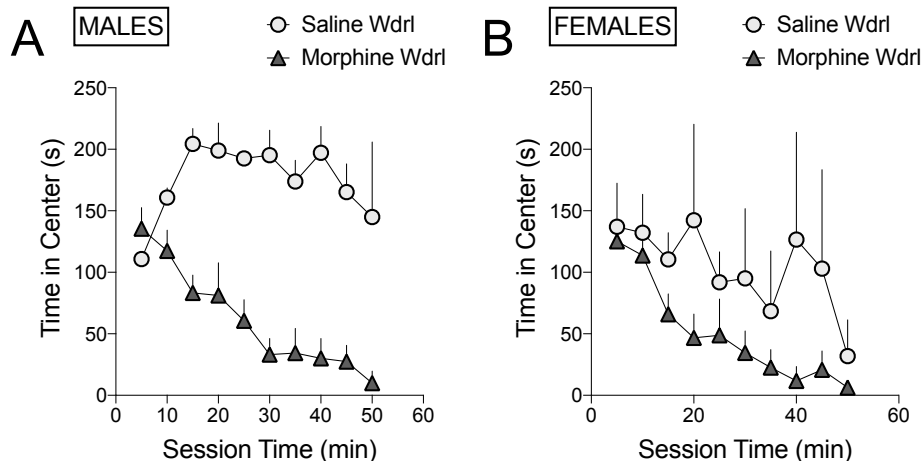 A
MALES
Saline Wdrl
Morphine Wdrl
Time in Center (s)
250
200
150
100
50
0
0 10 20 30 40 50 60
Session Time (min)
B
FEMALES
Saline Wdrl
Morphine Wdrl
Time in Center (s)
250
200
150
100
50
0
0 20 40 60
Session Time (min)